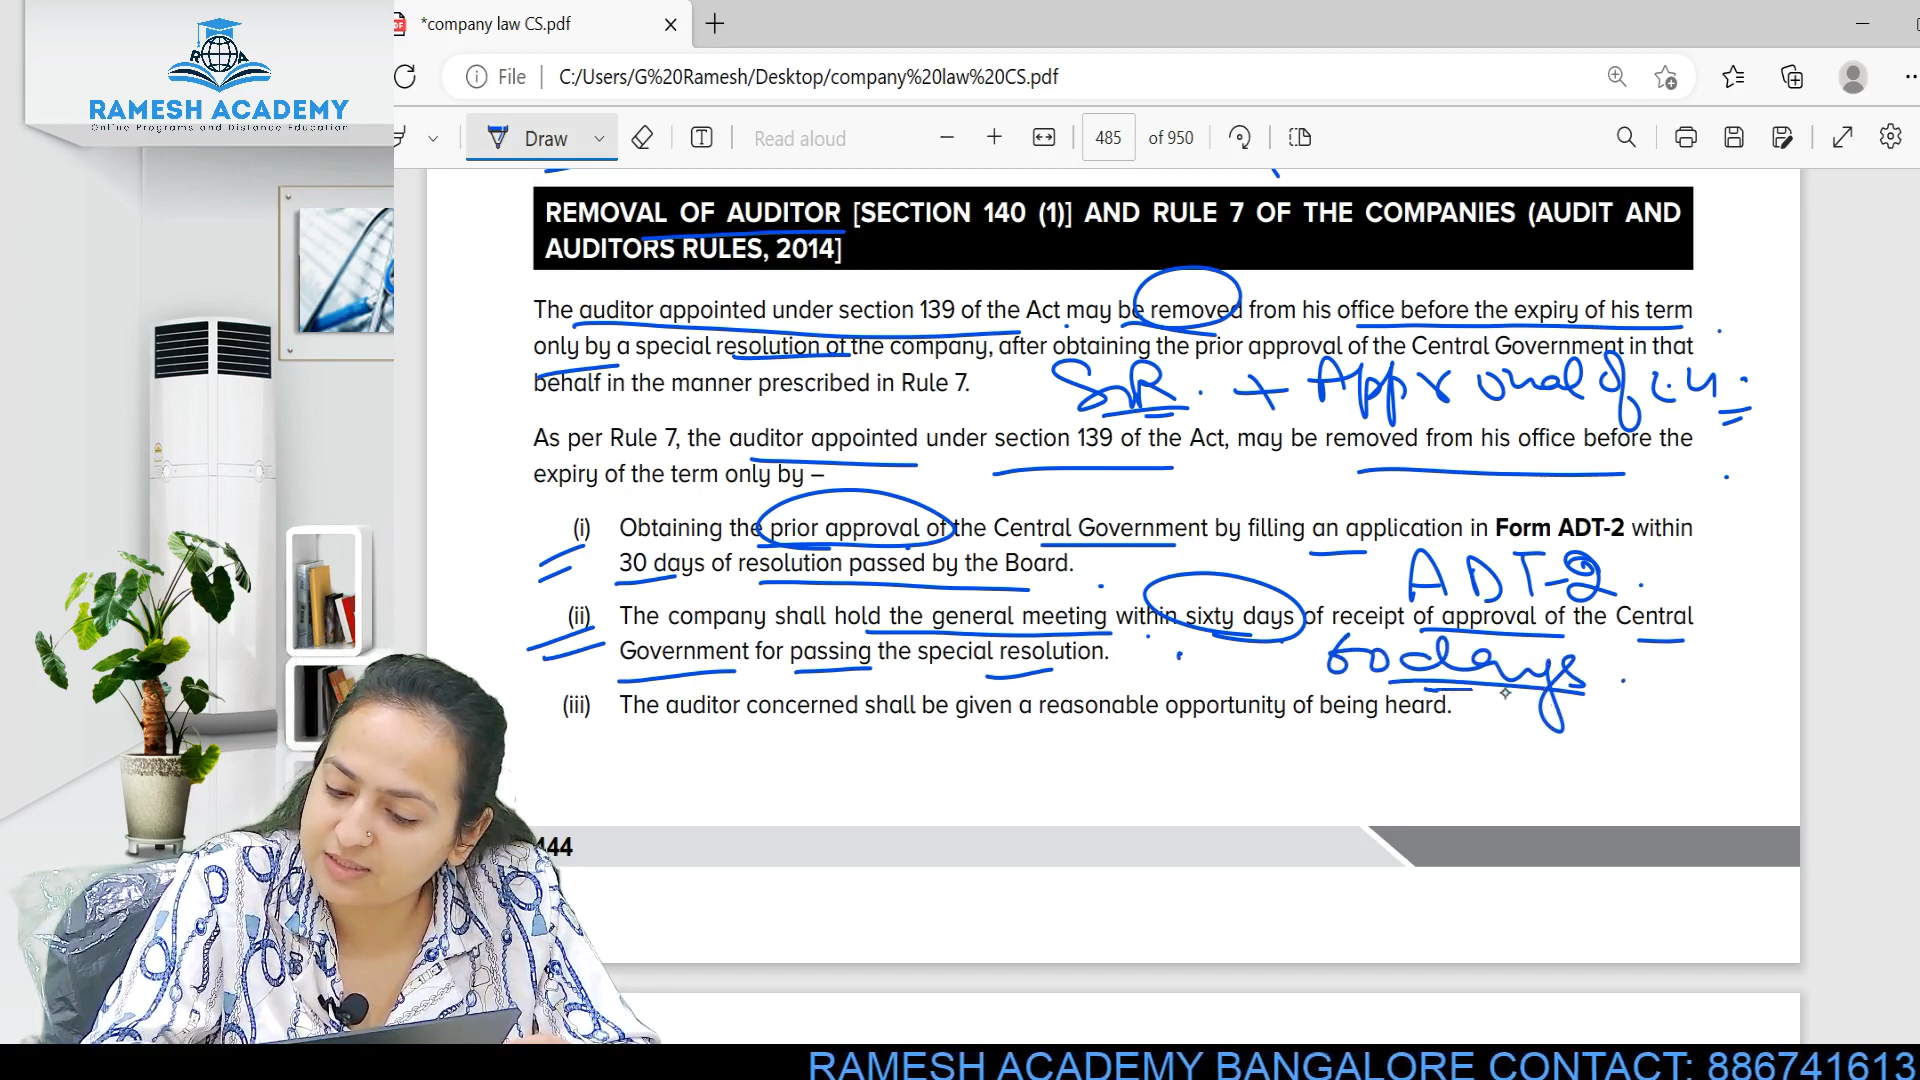 *company law CS.pdf
File C:/Users/G%20Ramesh/Desktop/company%20law%20CS.pdf
RA
RAMESH ACADEMY
Online Programs and Distance Education
Draw Read aloud 485 of 950
REMOVAL OF AUDITOR [SECTION 140 (1)] AND RULE 7 OF THE COMPANIES (AUDIT AND
AUDITORS RULES, 2014]
The auditor appointed under section 139 of the Act may be removed from his office before the expiry of his term
only by a special resolution of the company, after obtaining the prior approval of the Central Government in that
behalf in the manner prescribed in Rule 7.
SR + Approval of C.G
As per Rule 7, the auditor appointed under section 139 of the Act, may be removed from his office before the
expiry of the term only by –
(i) Obtaining the prior approval of the Central Government by filling an application in Form ADT-2 within
30 days of resolution passed by the Board.
ADT-2
(ii) The company shall hold the general meeting within sixty days of receipt of approval of the Central
Government for passing the special resolution.
60 days
(iii) The auditor concerned shall be given a reasonable opportunity of being heard.
444
RAMESH ACADEMY BANGALORE CONTACT: 886741613